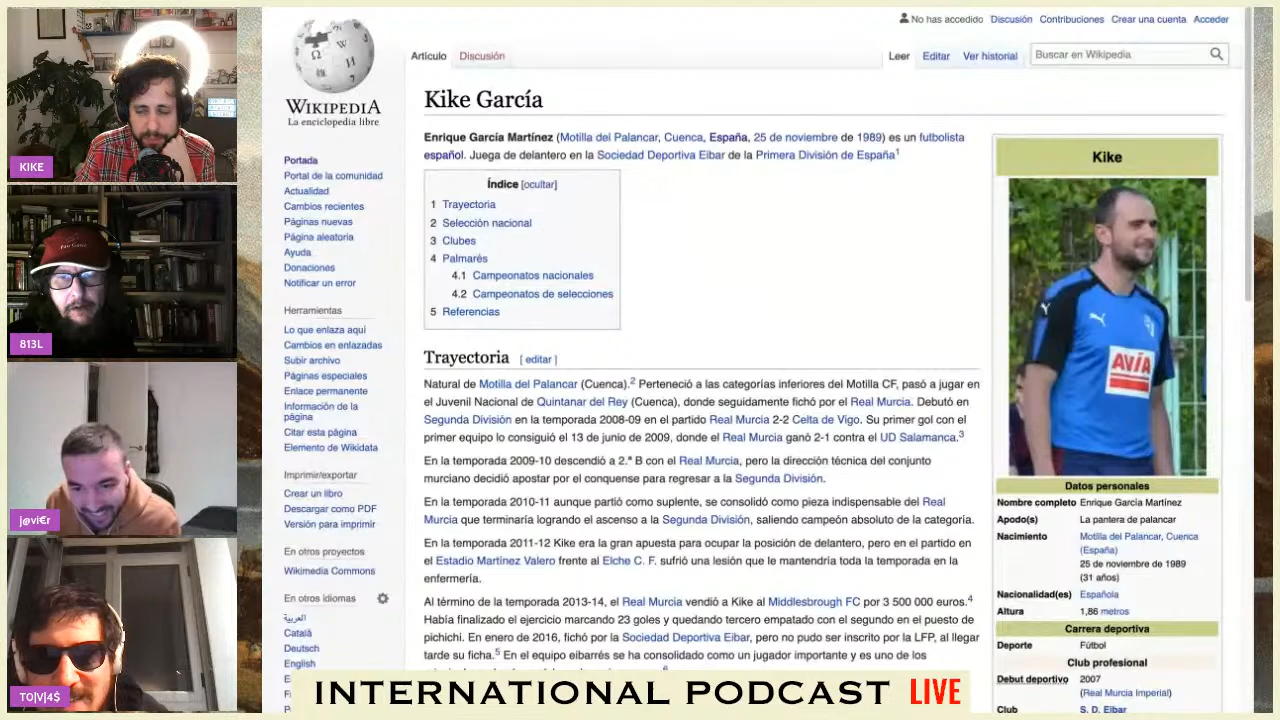 KIKE
813L
j@vi€r
T0|V|4$
WIKIPEDIA
La enciclopedia libre
Portada
Portal de la comunidad
Actualidad
Cambios recientes
Páginas nuevas
Página aleatoria
Ayuda
Donaciones
Notificar un error
Herramientas
Lo que enlaza aquí
Cambios en enlazadas
Subir archivo
Páginas especiales
Enlace permanente
Información de la
página
Citar esta página
Elemento de Wikidata
Imprimir/exportar
Crear un libro
Descargar como PDF
Versión para imprimir
En otros proyectos
Wikimedia Commons
En otros idiomas
العربية
Català
Deutsch
English
No has accedido Discusión Contribuciones Crear una cuenta Acceder
Artículo Discusión Leer Editar Ver historial Buscar en Wikipedia
Kike García
Enrique García Martínez (Motilla del Palancar, Cuenca, España, 25 de noviembre de 1989) es un futbolista
español. Juega de delantero en la Sociedad Deportiva Eibar de la Primera División de España1
Índice [ocultar]
1 Trayectoria
2 Selección nacional
3 Clubes
4 Palmarés
4.1 Campeonatos nacionales
4.2 Campeonatos de selecciones
5 Referencias
Trayectoria [ editar ]
Natural de Motilla del Palancar (Cuenca).2 Perteneció a las categorías inferiores del Motilla CF, pasó a jugar en
el Juvenil Nacional de Quintanar del Rey (Cuenca), donde seguidamente fichó por el Real Murcia. Debutó en
Segunda División en la temporada 2008-09 en el partido Real Murcia 2-2 Celta de Vigo. Su primer gol con el
primer equipo lo consiguió el 13 de junio de 2009, donde el Real Murcia ganó 2-1 contra el UD Salamanca.3
En la temporada 2009-10 descendió a 2.ª B con el Real Murcia, pero la dirección técnica del conjunto
murciano decidió apostar por el conquense para regresar a la Segunda División.
En la temporada 2010-11 aunque partió como suplente, se consolidó como pieza indispensable del Real
Murcia que terminaría logrando el ascenso a la Segunda División, saliendo campeón absoluto de la categoria.
En la temporada 2011-12 Kike era la gran apuesta para ocupar la posición de delantero, pero en el partido en
el Estadio Martínez Valero frente al Elche C. F. sufrió una lesión que le mantendría toda la temporada en la
enfermería.
Al término de la temporada 2013-14, el Real Murcia vendió a Kike al Middlesbrough FC por 3 500 000 euros.4
Había finalizado el ejercicio marcando 23 goles y quedando tercero empatado con el segundo en el puesto de
pichichi. En enero de 2016, fichó por la Sociedad Deportiva Eibar, pero no pudo ser inscrito por la LFP, al llegar
tarde su ficha.5 En el equipo eibarrés se ha consolidado como un jugador importante y es uno de los
Kike
AVÍA
Datos personales
Nombre completo Enrique García Martínez
Apodo(s) La pantera de palancar
Nacimiento Motilla del Palancar, Cuenca
(España)
25 de noviembre de 1989
(31 años)
Nacionalidad(es) Española
Altura 1,86 metros
Carrera deportiva
Deporte Fútbol
Club profesional
Debut deportivo 2007
(Real Murcia Imperial)
Club S. D. Eibar
INTERNATIONAL PODCAST LIVE